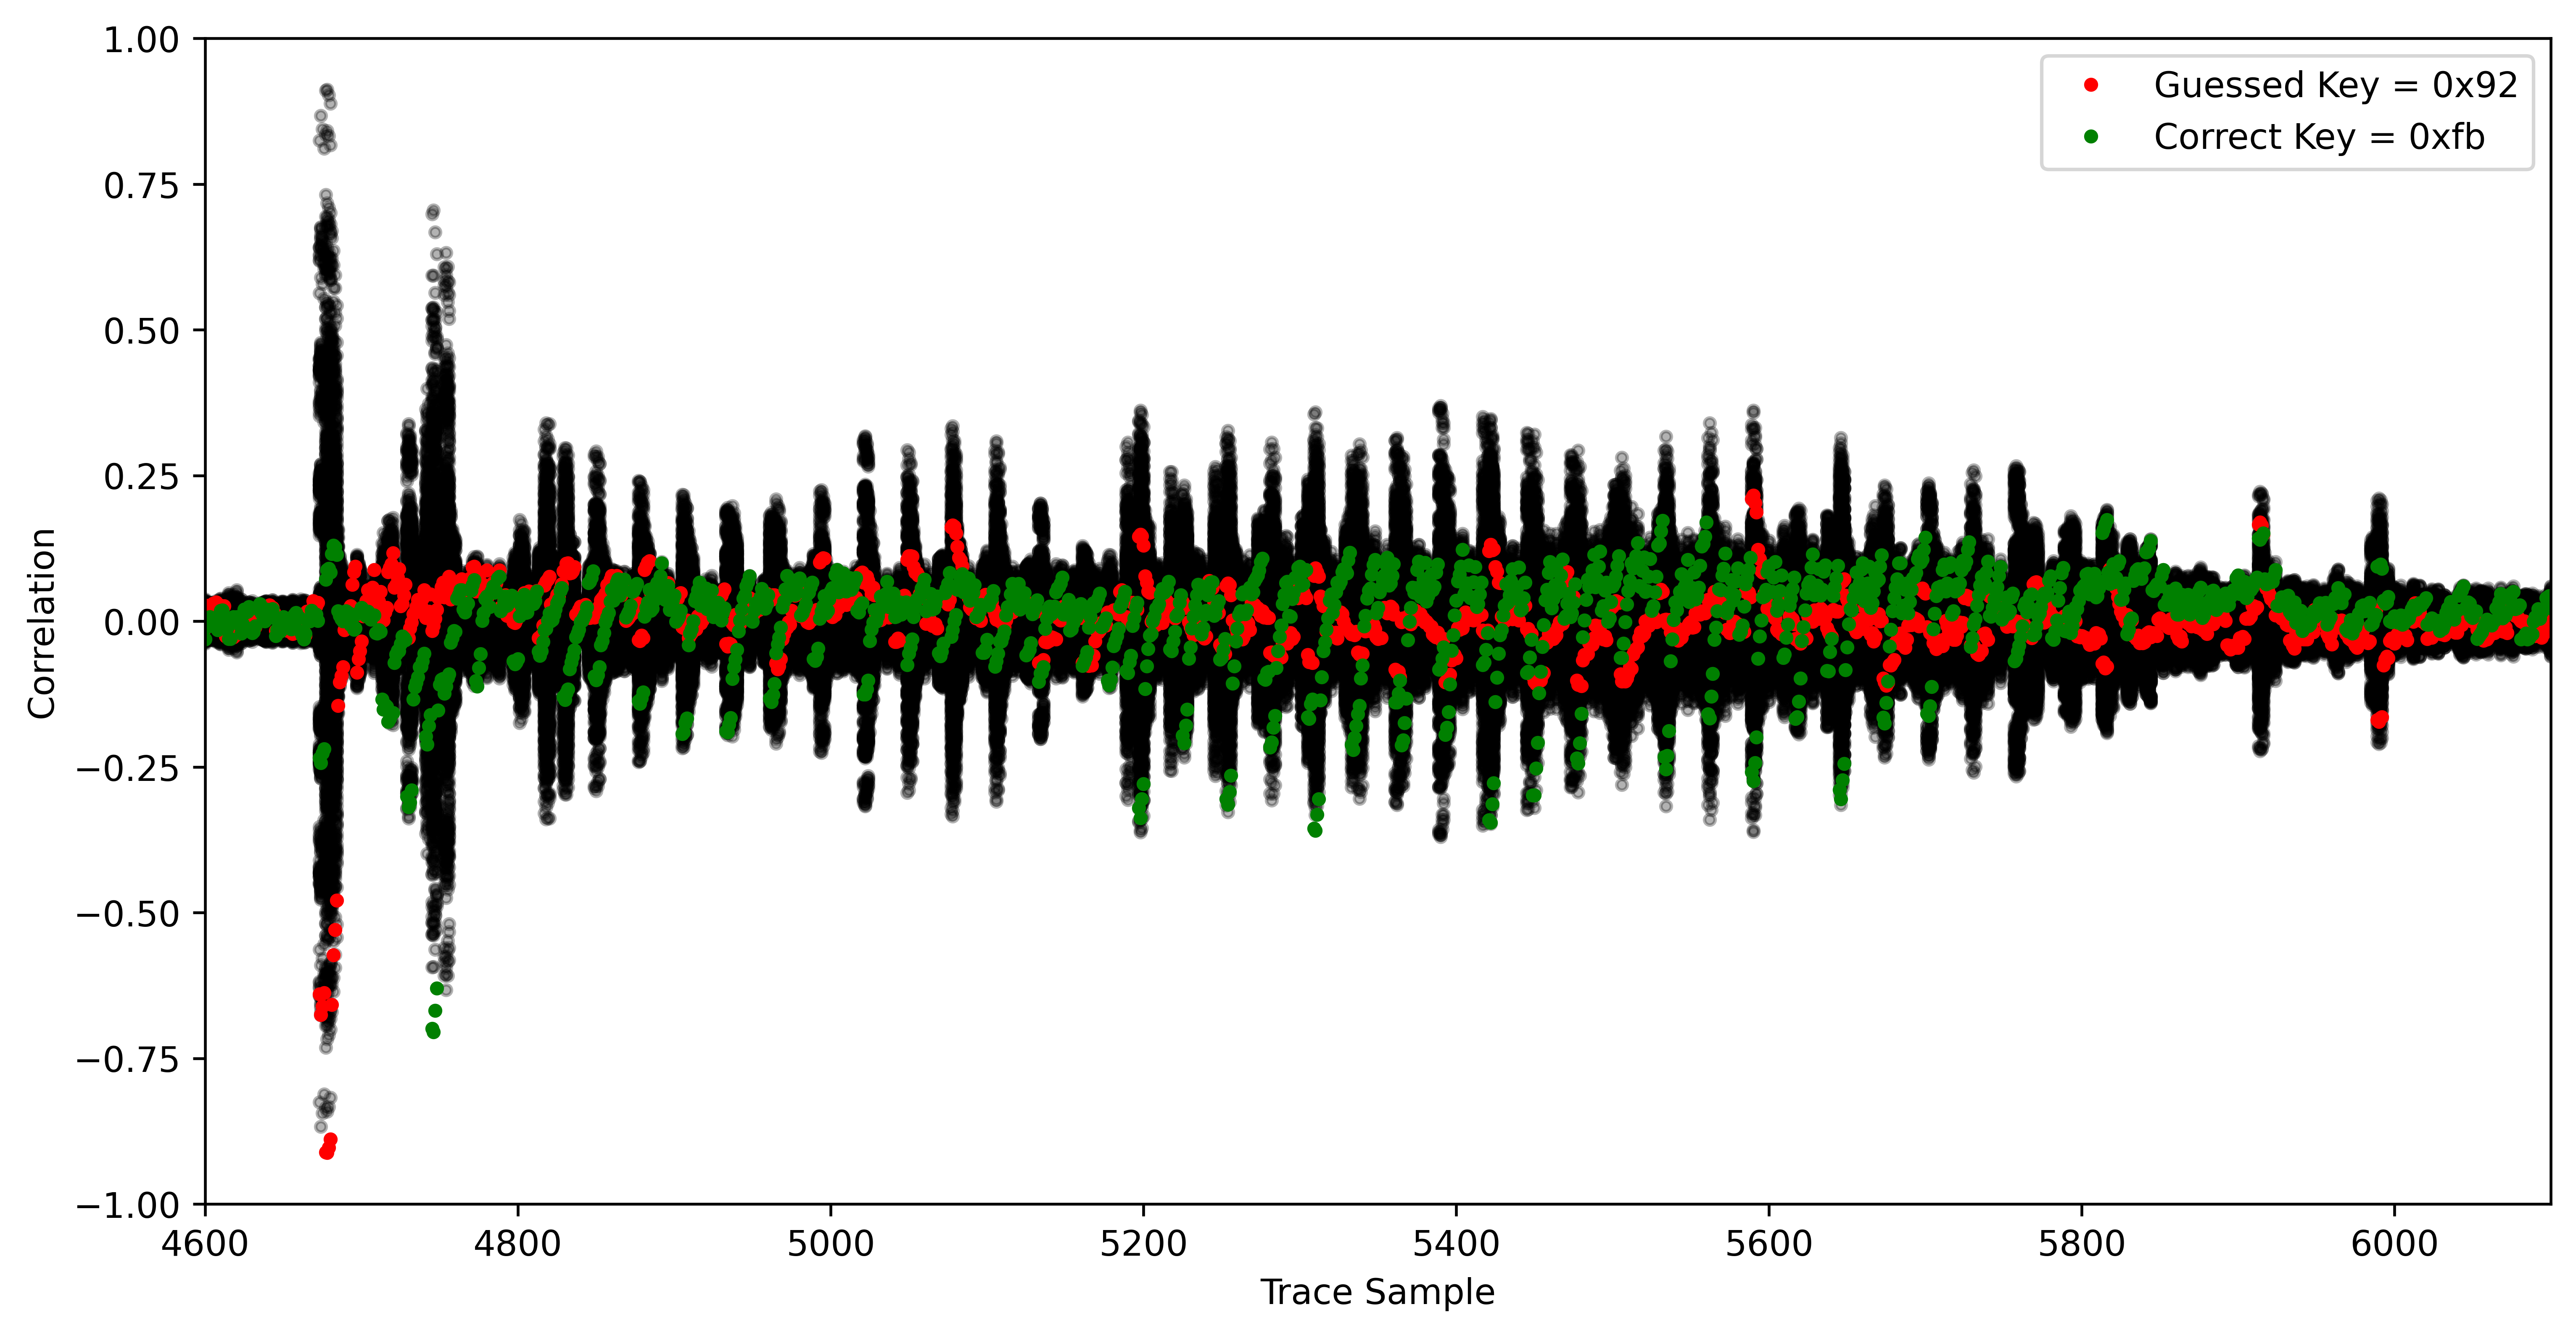 1.00
0.75
0.50
0.25
0.00
−0.25
−0.50
−0.75
−1.00
Correlation
Guessed Key = 0x92
Correct Key = 0xfb
4600 4800 5000 5200 5400 5600 5800 6000
Trace Sample